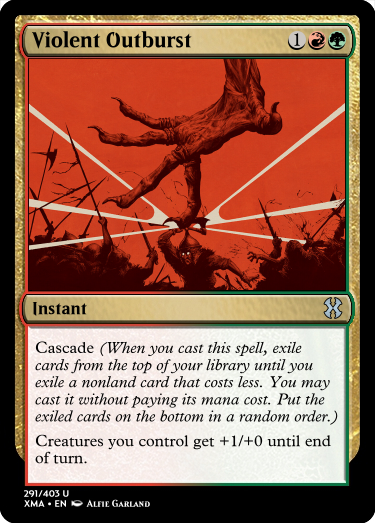 Violent Outburst 1
Instant
Cascade (When you cast this spell, exile
cards from the top of your library until you
exile a nonland card that costs less. You may
cast it without paying its mana cost. Put the
exiled cards on the bottom in a random order.)
Creatures you control get +1/+0 until end
of turn.
291/403 U
XMA • EN Alfie Garland